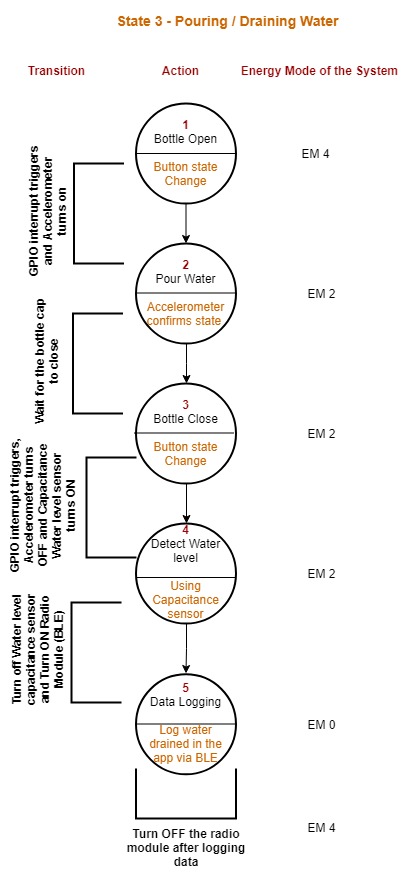 State 3 - Pouring / Draining Water
Transition
Action
Energy Mode of the System
1
Bottle Open
Button state
Change
EM 4
GPIO interrupt triggers
and Accelerometer
turns on
2
Pour Water
Accelerometer
confirms state
EM 2
Wait for the bottle cap
to close
3
Bottle Close
Button state
Change
EM 2
GPIO interrupt triggers,
Accelerometer turns
OFF and Capacitance
Water level sensor
turns ON
4
Detect Water
level
Using
Capacitance
sensor
EM 2
Turn off Water level
capacitance sensor
and Turn ON Radio
Module (BLE)
5
Data Logging
Log water
drained in the
app via BLE
EM 0
Turn OFF the radio
module after logging
data
EM 4